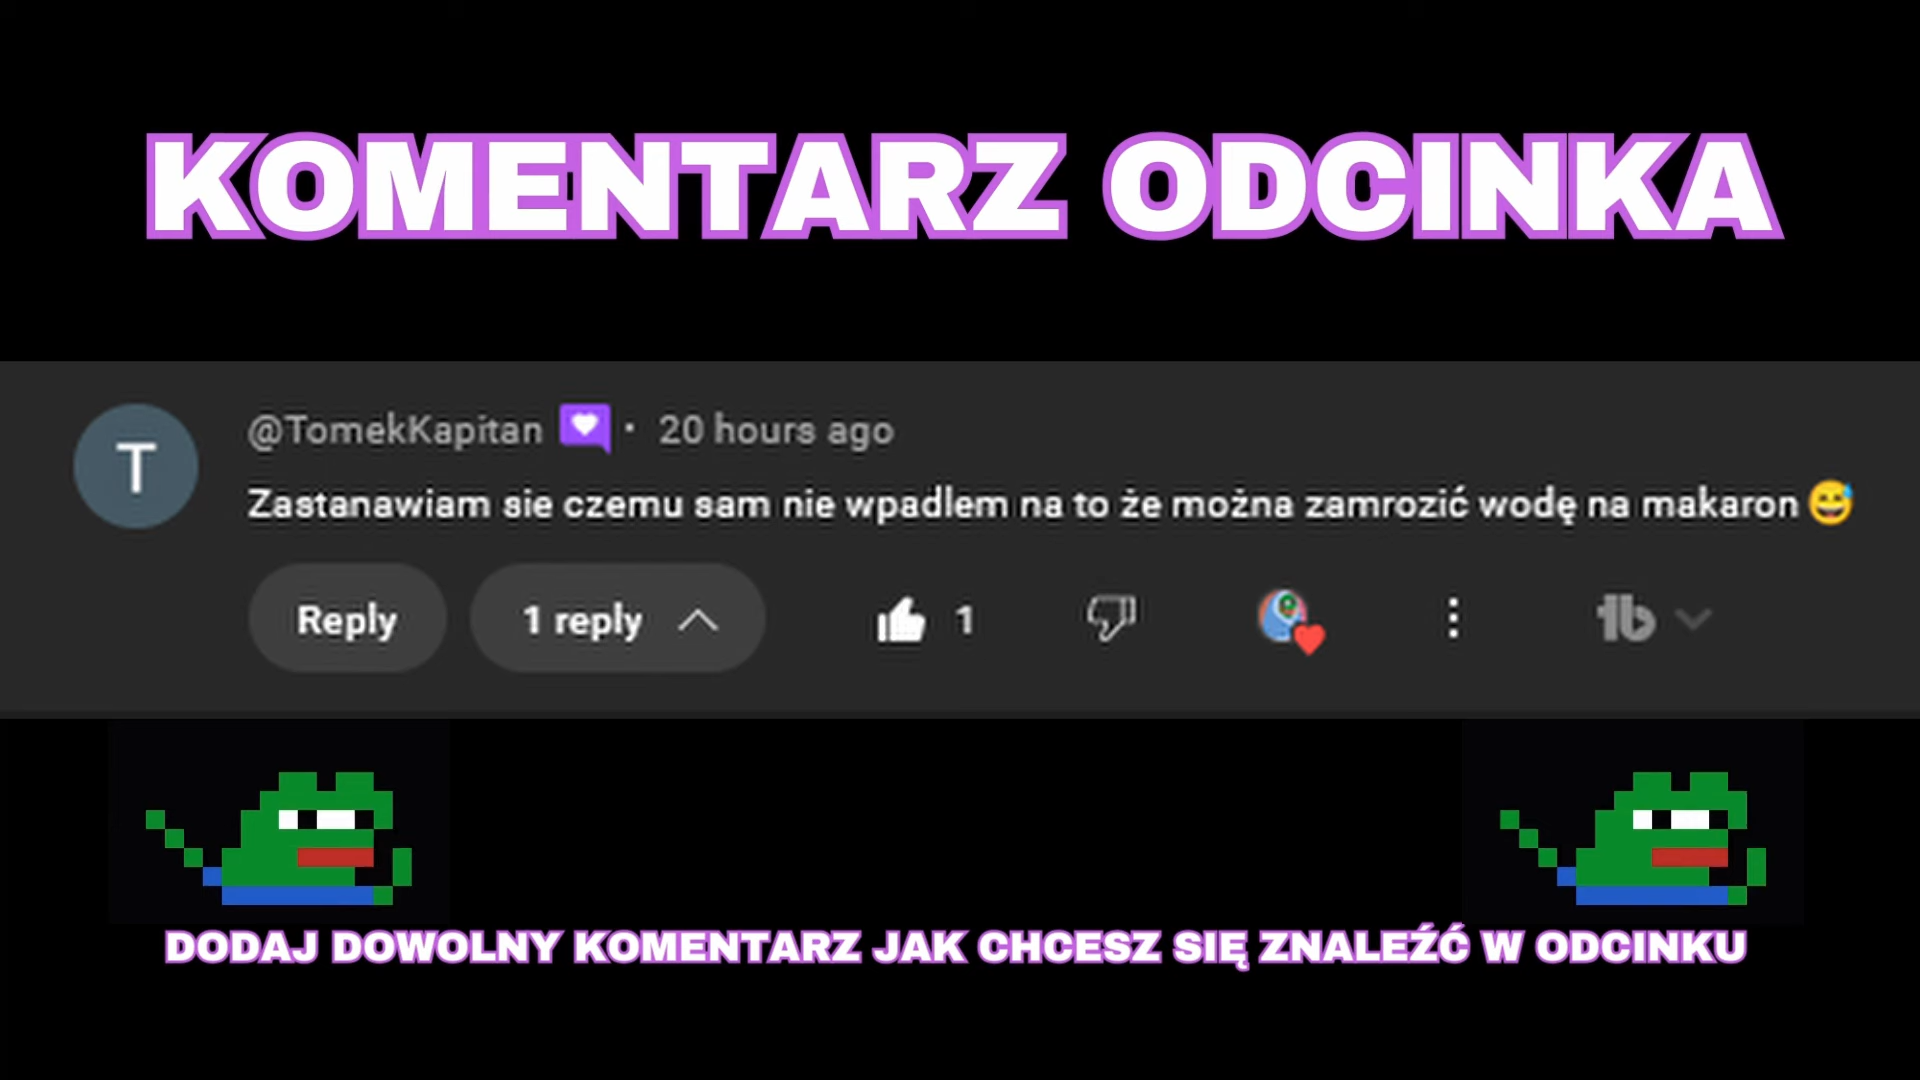 KOMENTARZ ODCINKA
T
@TomekKapitan · 20 hours ago
Zastanawiam sie czemu sam nie wpadlem na to że można zamrozić wodę na makaron 😅
Reply 1 reply 1 tb
DODAJ DOWOLNY KOMENTARZ JAK CHCESZ SIĘ ZNALEŹĆ W ODCINKU